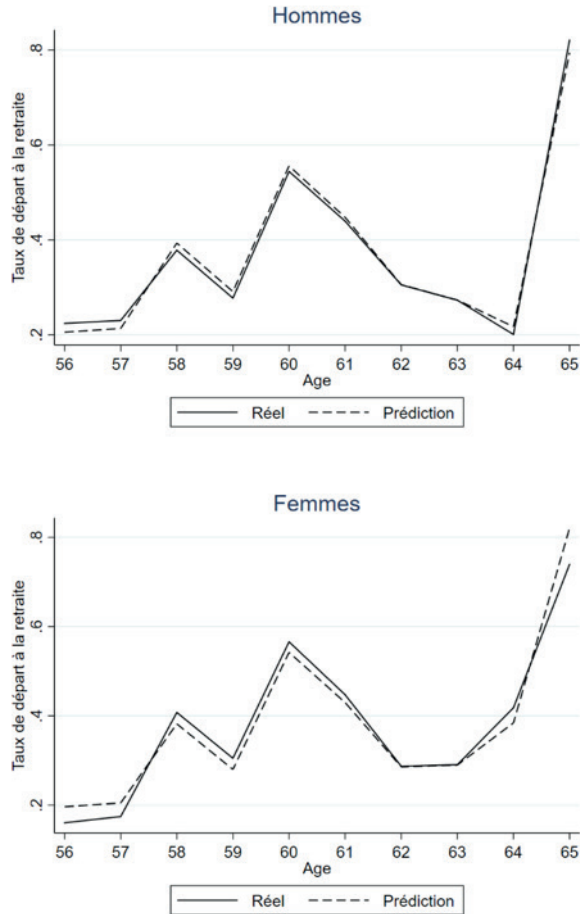 Hommes
Taux de départ à la retraite
.8
.6
.4
.2
56 57 58 59 60 61 62 63 64 65
Age
Réel Prédiction
Femmes
Taux de départ à la retraite
.8
.6
.4
.2
56 57 58 59 60 61 62 63 64 65
Age
Réel Prédiction